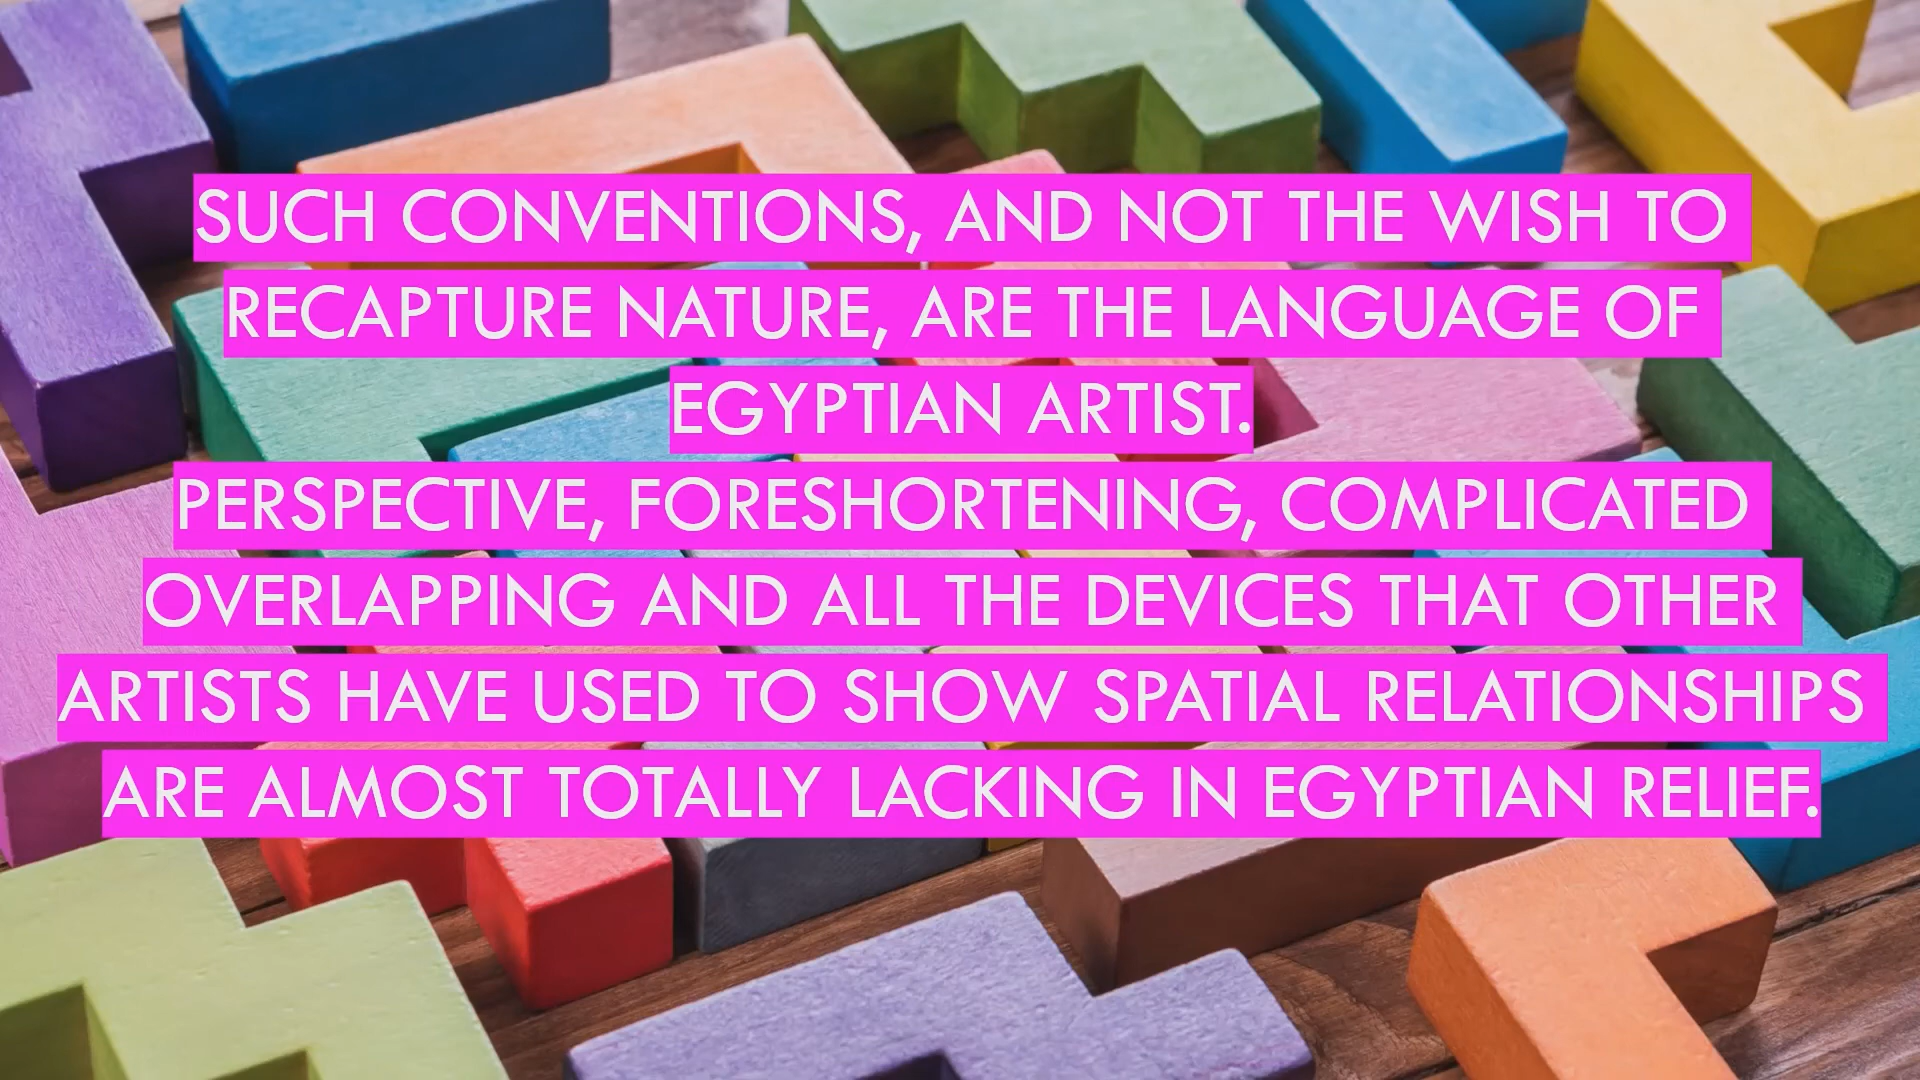 SUCH CONVENTIONS, AND NOT THE WISH TO
RECAPTURE NATURE, ARE THE LANGUAGE OF
EGYPTIAN ARTIST.
PERSPECTIVE, FORESHORTENING, COMPLICATED
OVERLAPPING AND ALL THE DEVICES THAT OTHER
ARTISTS HAVE USED TO SHOW SPATIAL RELATIONSHIPS
ARE ALMOST TOTALLY LACKING IN EGYPTIAN RELIEF.